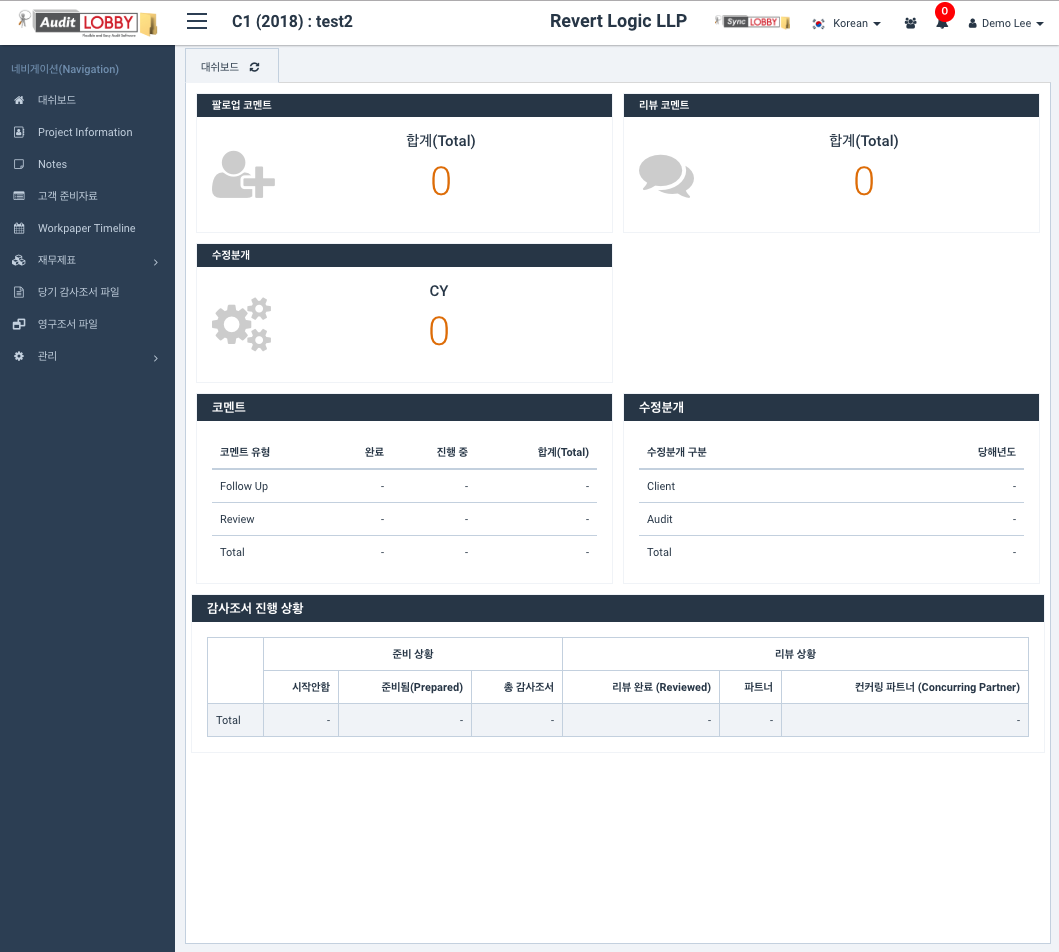 Audit LOBBY
Flexible and Easy Audit Software
C1 (2018) : test2
Revert Logic LLP
Sync LOBBY
Korean
0
Demo Lee
네비게이션(Navigation)
대쉬보드
Project Information
Notes
고객 준비자료
Workpaper Timeline
재무제표
당기 감사조서 파일
영구조서 파일
관리
대쉬보드
팔로업 코멘트
합계(Total)
0
리뷰 코멘트
합계(Total)
0
수정분개
CY
0
코멘트
코멘트 유형 완료 진행 중 합계(Total)
Follow Up - - -
Review - - -
Total - - -
수정분개
수정분개 구분 당해년도
Client -
Audit -
Total -
감사조서 진행 상황
준비 상황 리뷰 상황
시작안함 준비됨(Prepared) 총 감사조서 리뷰 완료 (Reviewed) 파트너 컨커링 파트너 (Concurring Partner)
Total - - - - - -